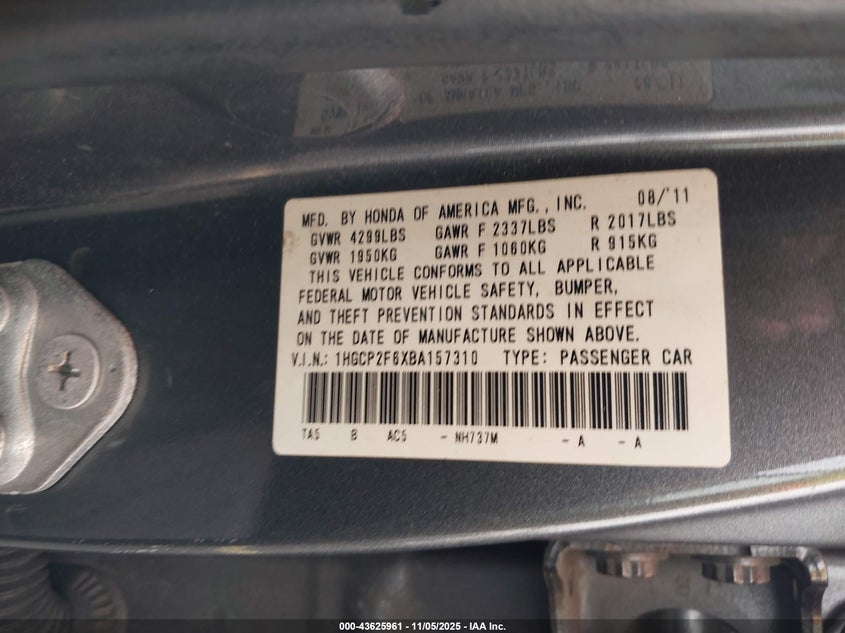 MFD. BY HONDA OF AMERICA MFG., INC. 08/'11
GVWR 4299LBS GAWR F 2337LBS R 2017LBS
GVWR 1950KG GAWR F 1060KG R 915KG
THIS VEHICLE CONFORMS TO ALL APPLICABLE
FEDERAL MOTOR VEHICLE SAFETY, BUMPER,
AND THEFT PREVENTION STANDARDS IN EFFECT
ON THE DATE OF MANUFACTURE SHOWN ABOVE.
V.I.N.: 1HGCP2F6XBA157310 TYPE: PASSENGER CAR
TA5 B AC5 - NH737M - A - A
000-43625961 - 11/05/2025 - IAA Inc.